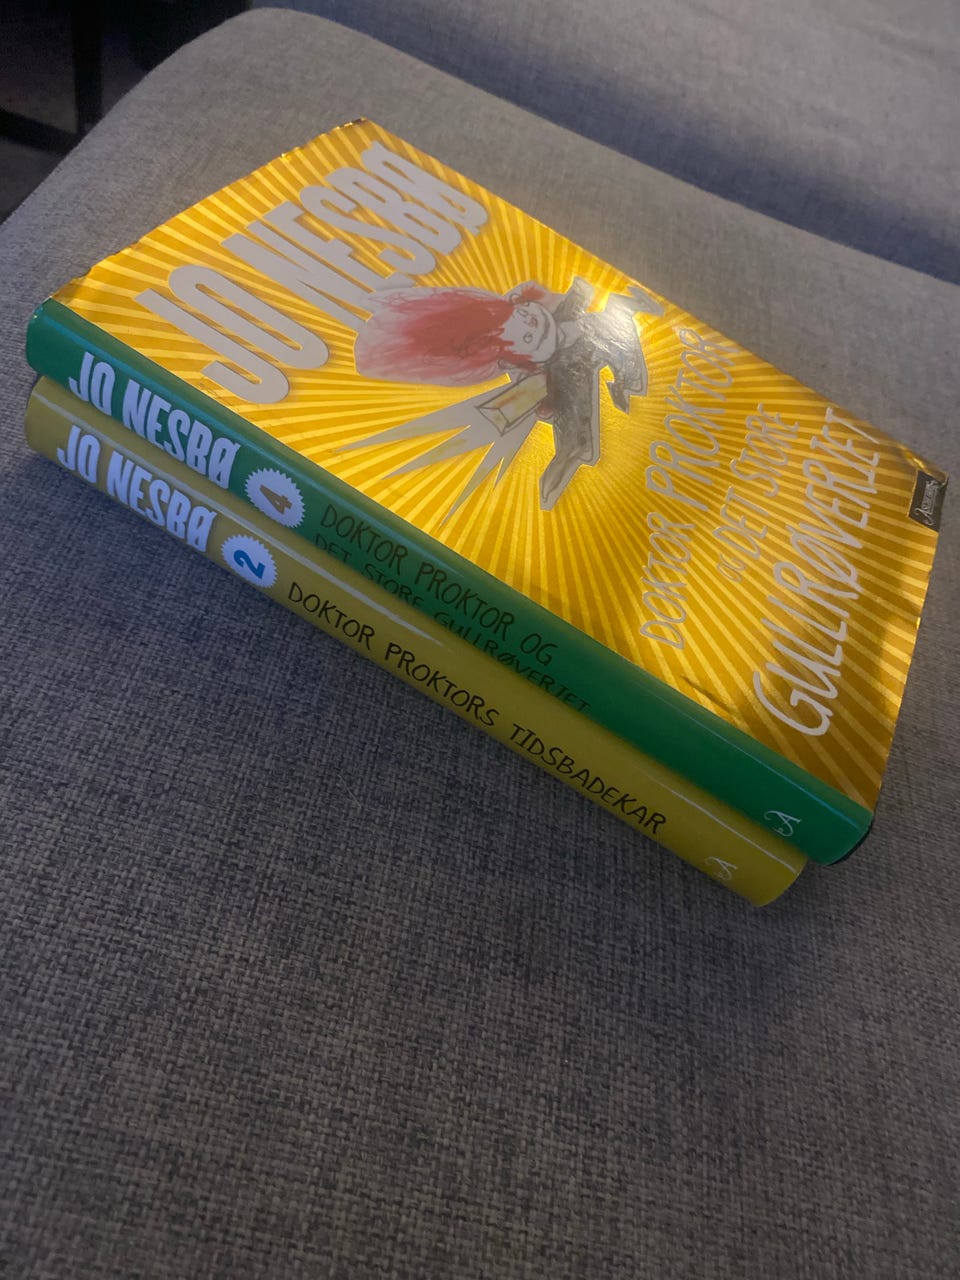 JO NESBØ
DOKTOR PROKTOR
OG DET STORE
GULLRØVERIET
JO NESBØ
4
DOKTOR PROKTOR OG
DET STORE GULLRØVERIET
JO NESBØ
2
DOKTOR PROKTORS TIDSBADEKAR